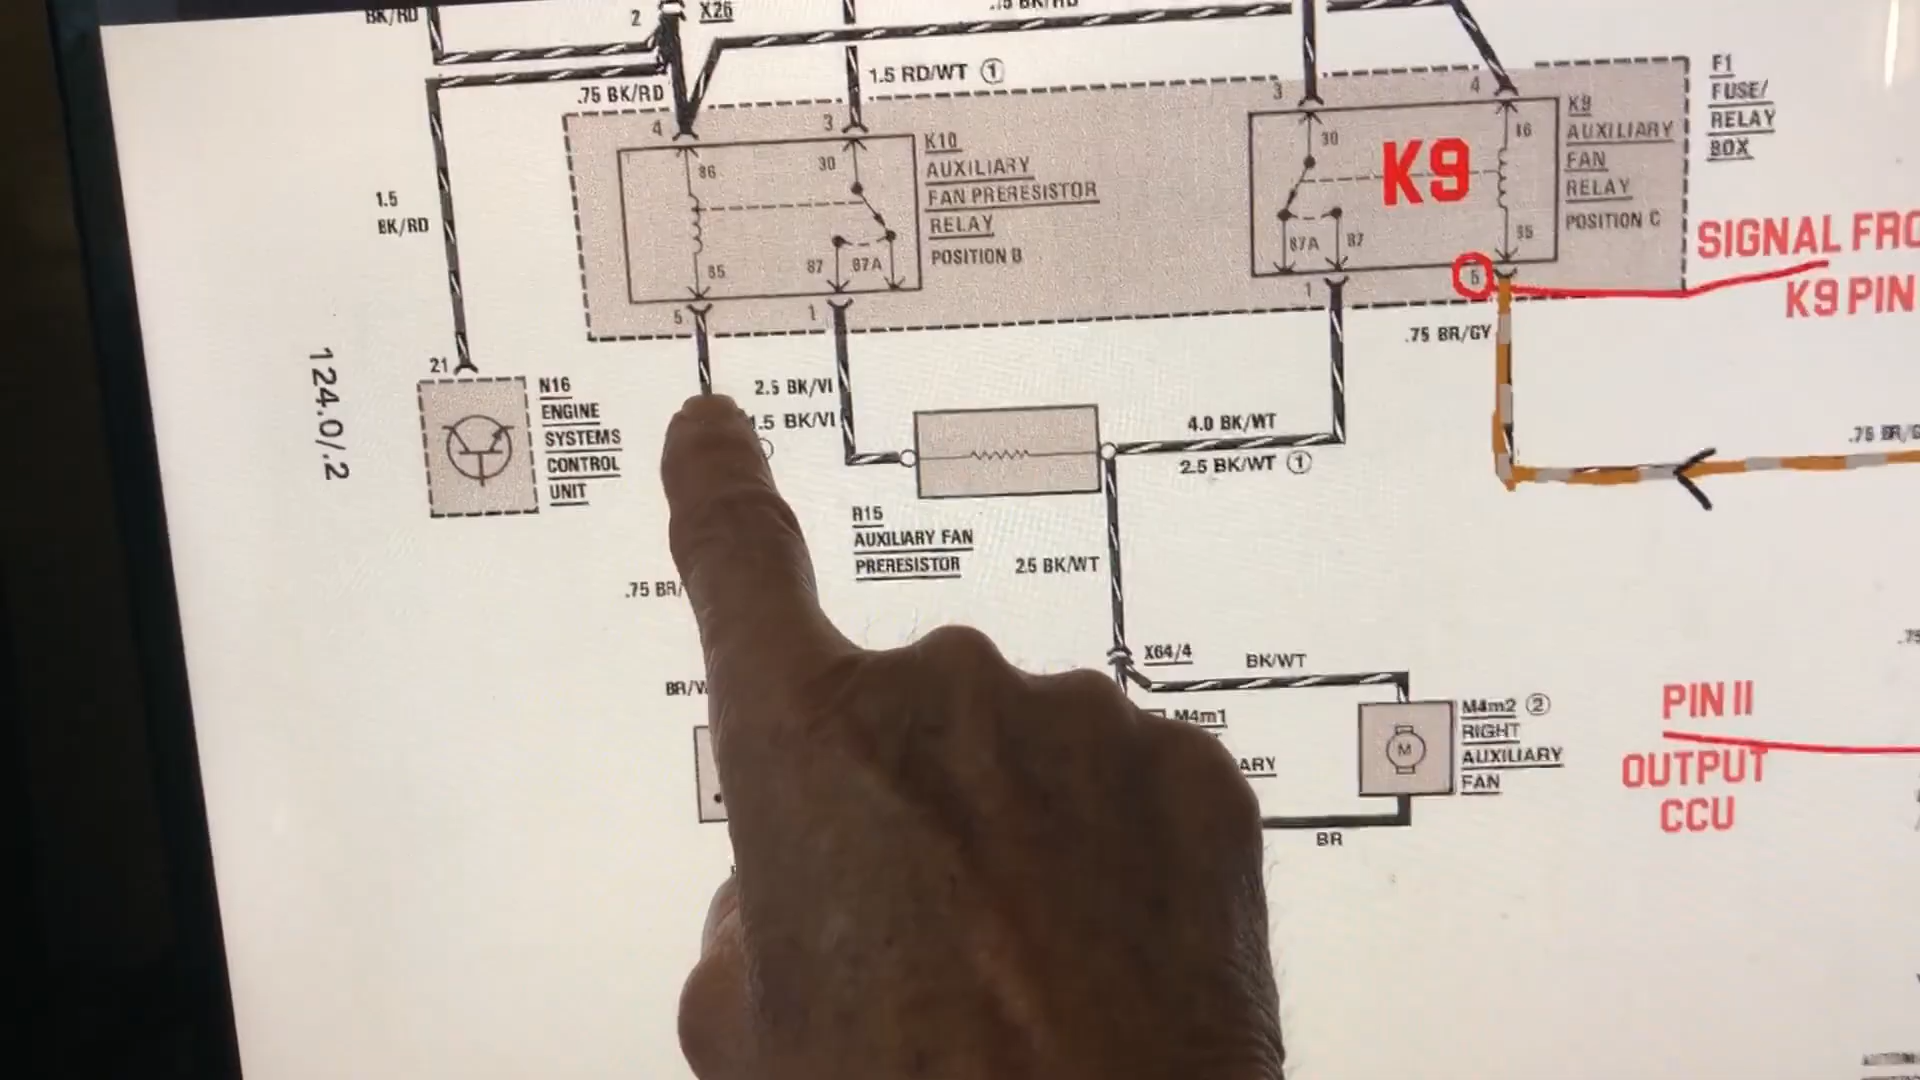 BK/RD
2
X26
.75 BK/RD
1.5 RD/WT ①
.75 BK/RD
4
3
3
4
F1
FUSE/
RELAY
BOX
K10
AUXILIARY
FAN PRERESISTOR
RELAY
POSITION B
86
30
85
87
87A
5
1
30
K9
16
87A
87
85
K9
AUXILIARY
FAN
RELAY
POSITION C
1
5
SIGNAL FRO
K9 PIN
1.5
BK/RD
.75 BR/GY
124.0/.2
21
N16
ENGINE
SYSTEMS
CONTROL
UNIT
2.5 BK/VI
1.5 BK/VI
4.0 BK/WT
2.5 BK/WT ①
R15
AUXILIARY FAN
PRERESISTOR
2.5 BK/WT
.75 BR/
X64/4
BK/WT
BR/W
M4m1
ARY
M4m2 ②
RIGHT
AUXILIARY
FAN
M
BR
PIN II
OUTPUT
CCU